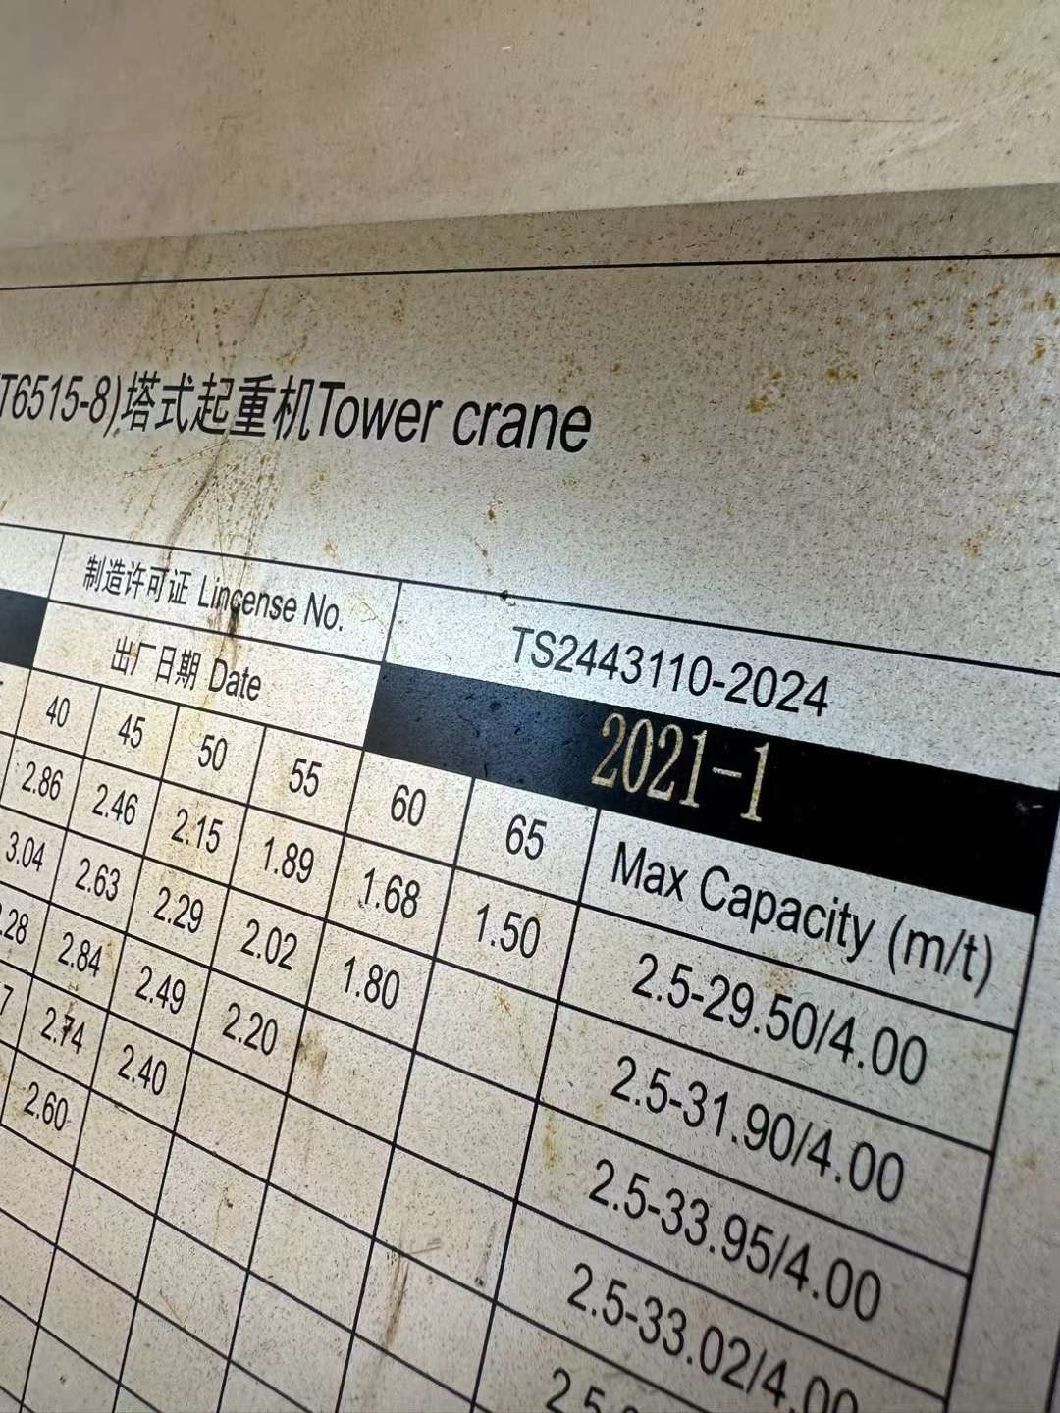 T6515-8)塔式起重机Tower crane
制造许可证 Lincense No. TS2443110-2024
出厂日期 Date 2021-1
40 45 50 55 60 65 Max Capacity (m/t)
2.86 2.46 2.15 1.89 1.68 1.50 2.5-29.50/4.00
3.04 2.63 2.29 2.02 1.80 2.5-31.90/4.00
.28 2.84 2.49 2.20 2.5-33.95/4.00
7 2.74 2.40 2.5-33.02/4.00
2.60 2.5